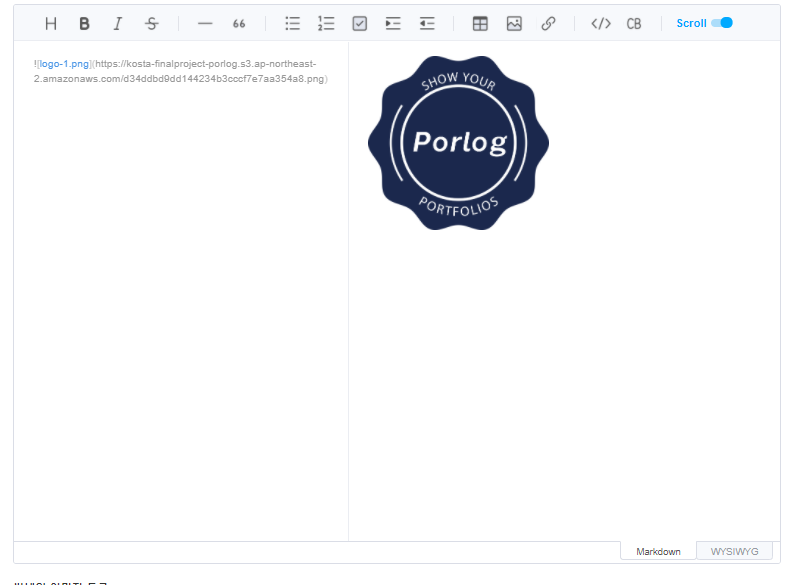 H B I S 66 </> CB Scroll
![logo-1.png](https://kosta-finalproject-porlog.s3.ap-northeast-
2.amazonaws.com/d34ddbd9dd144234b3cccf7e7aa354a8.png)
SHOW YOUR
Porlog
PORTFOLIOS
Markdown WYSIWYG